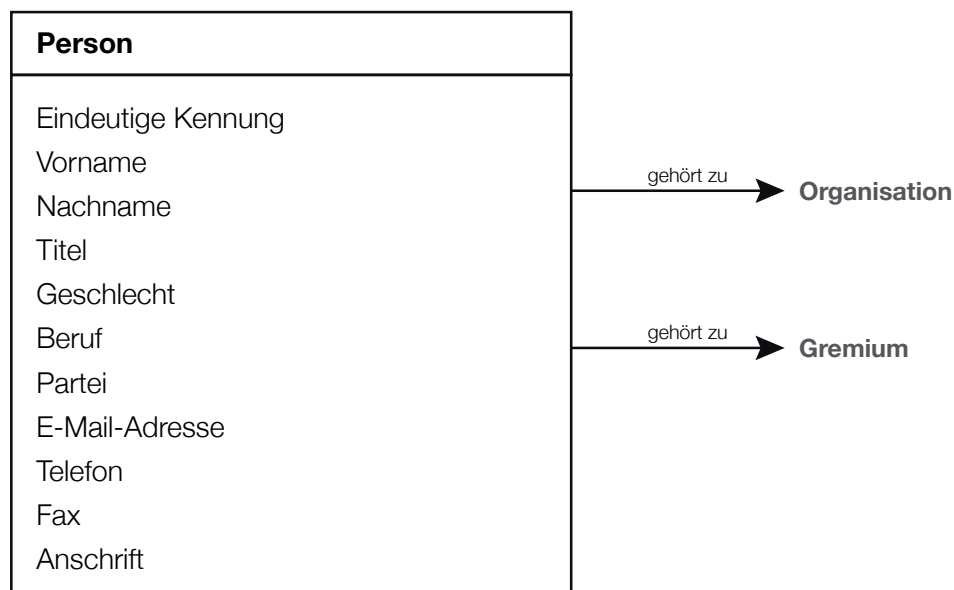 Person
Eindeutige Kennung
Vorname
Nachname
Titel
Geschlecht
Beruf
Partei
E-Mail-Adresse
Telefon
Fax
Anschrift
gehört zu
Organisation
gehört zu
Gremium